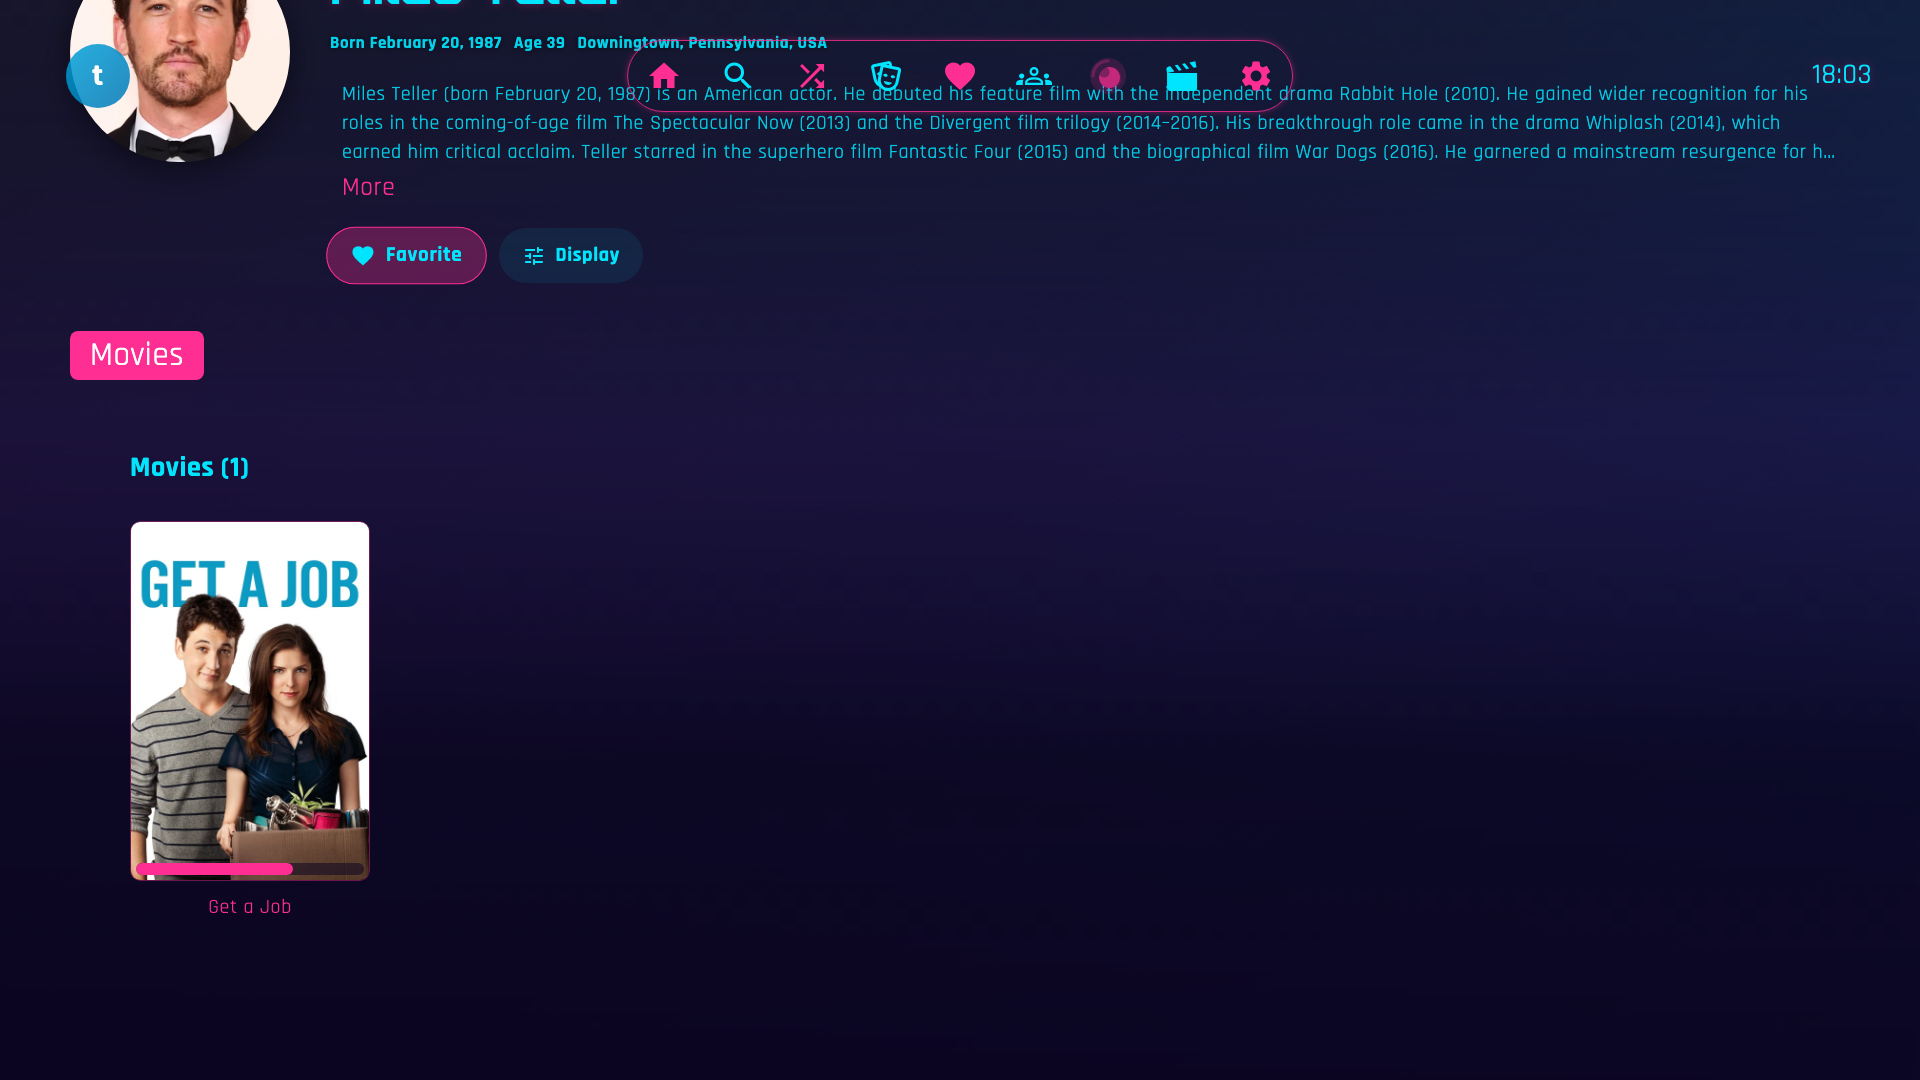 Miles Teller
Born February 20, 1987 Age 39 Downingtown, Pennsylvania, USA
t
18:03
Miles Teller (born February 20, 1987) is an American actor. He debuted his feature film with the independent drama Rabbit Hole (2010). He gained wider recognition for his
roles in the coming-of-age film The Spectacular Now (2013) and the Divergent film trilogy (2014–2016). His breakthrough role came in the drama Whiplash (2014), which
earned him critical acclaim. Teller starred in the superhero film Fantastic Four (2015) and the biographical film War Dogs (2016). He garnered a mainstream resurgence for h...
More
Favorite
Display
Movies
Movies (1)
GET A JOB
Get a Job